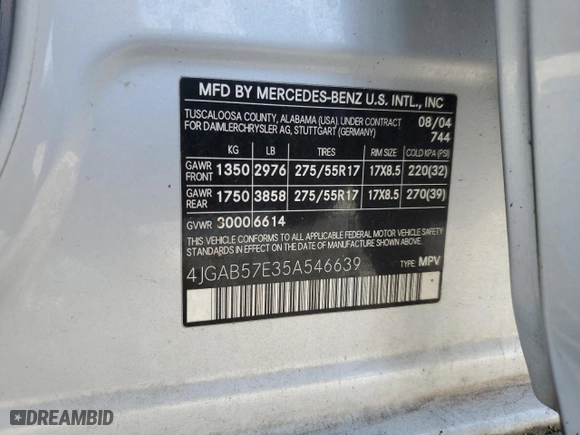 MFD BY MERCEDES-BENZ U.S. INTL., INC
TUSCALOOSA COUNTY, ALABAMA (USA). UNDER CONTRACT 08/04
FOR DAIMLERCHRYSLER AG, STUTTGART (GERMANY) 744
KG LB TIRES RIM SIZE COLD KPA (PSI)
GAWR FRONT 1350 2976 275/55R17 17X8.5 220(32)
GAWR REAR 1750 3858 275/55R17 17X8.5 270(39)
GVWR 3000 6614
THIS VEHICLE CONFORMS TO ALL APPLICABLE FEDERAL MOTOR VEHICLE SAFETY
STANDARDS IN EFFECT ON THE DATE OF MANUFACTURE SHOWN ABOVE.
4JGAB57E35A546639 TYPE: MPV
DREAMBID